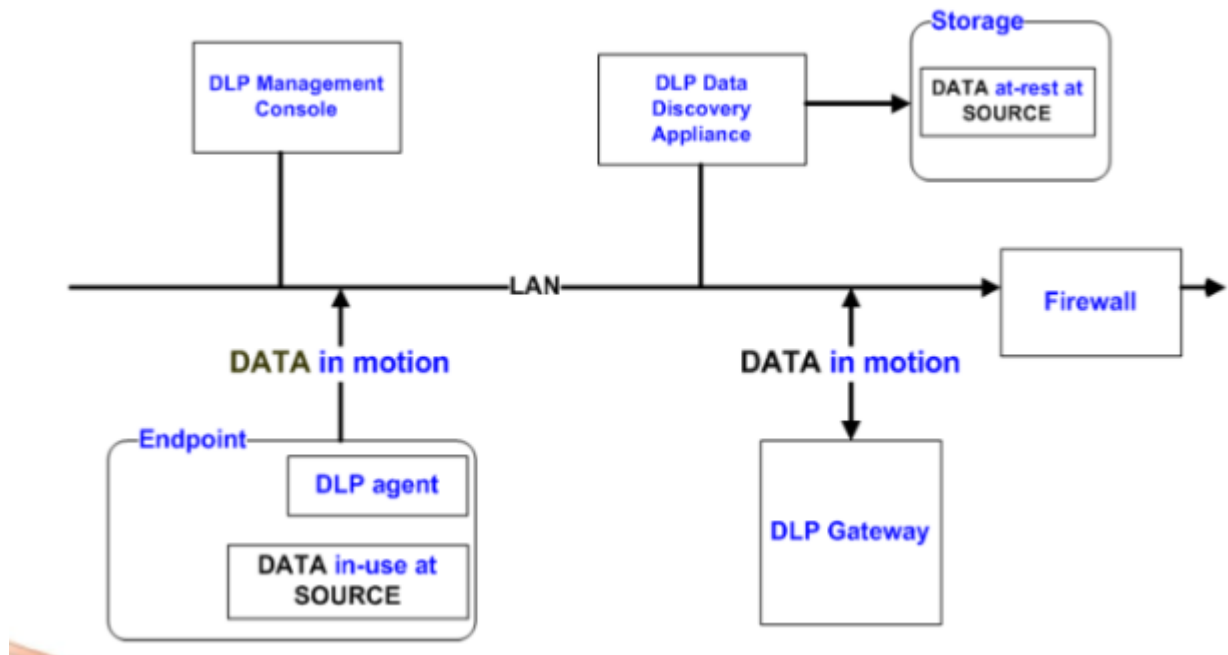 Storage
DLP Management
Console
DLP Data
Discovery
Appliance
DATA at-rest at
SOURCE
LAN
Firewall
DATA in motion
DATA in motion
Endpoint
DLP agent
DATA in-use at
SOURCE
DLP Gateway